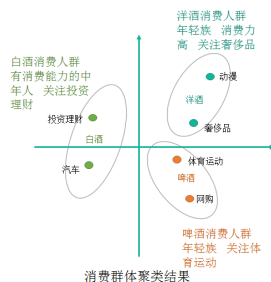 洋酒消费人群
年轻族 消费力
高 关注奢侈品
白酒消费人群
有消费能力的中
年人 关注投资
理财
动漫
洋酒
投资理财
奢侈品
白酒
汽车
体育运动
啤酒
网购
啤酒消费人群
年轻族 关注体
育运动
消费群体聚类结果